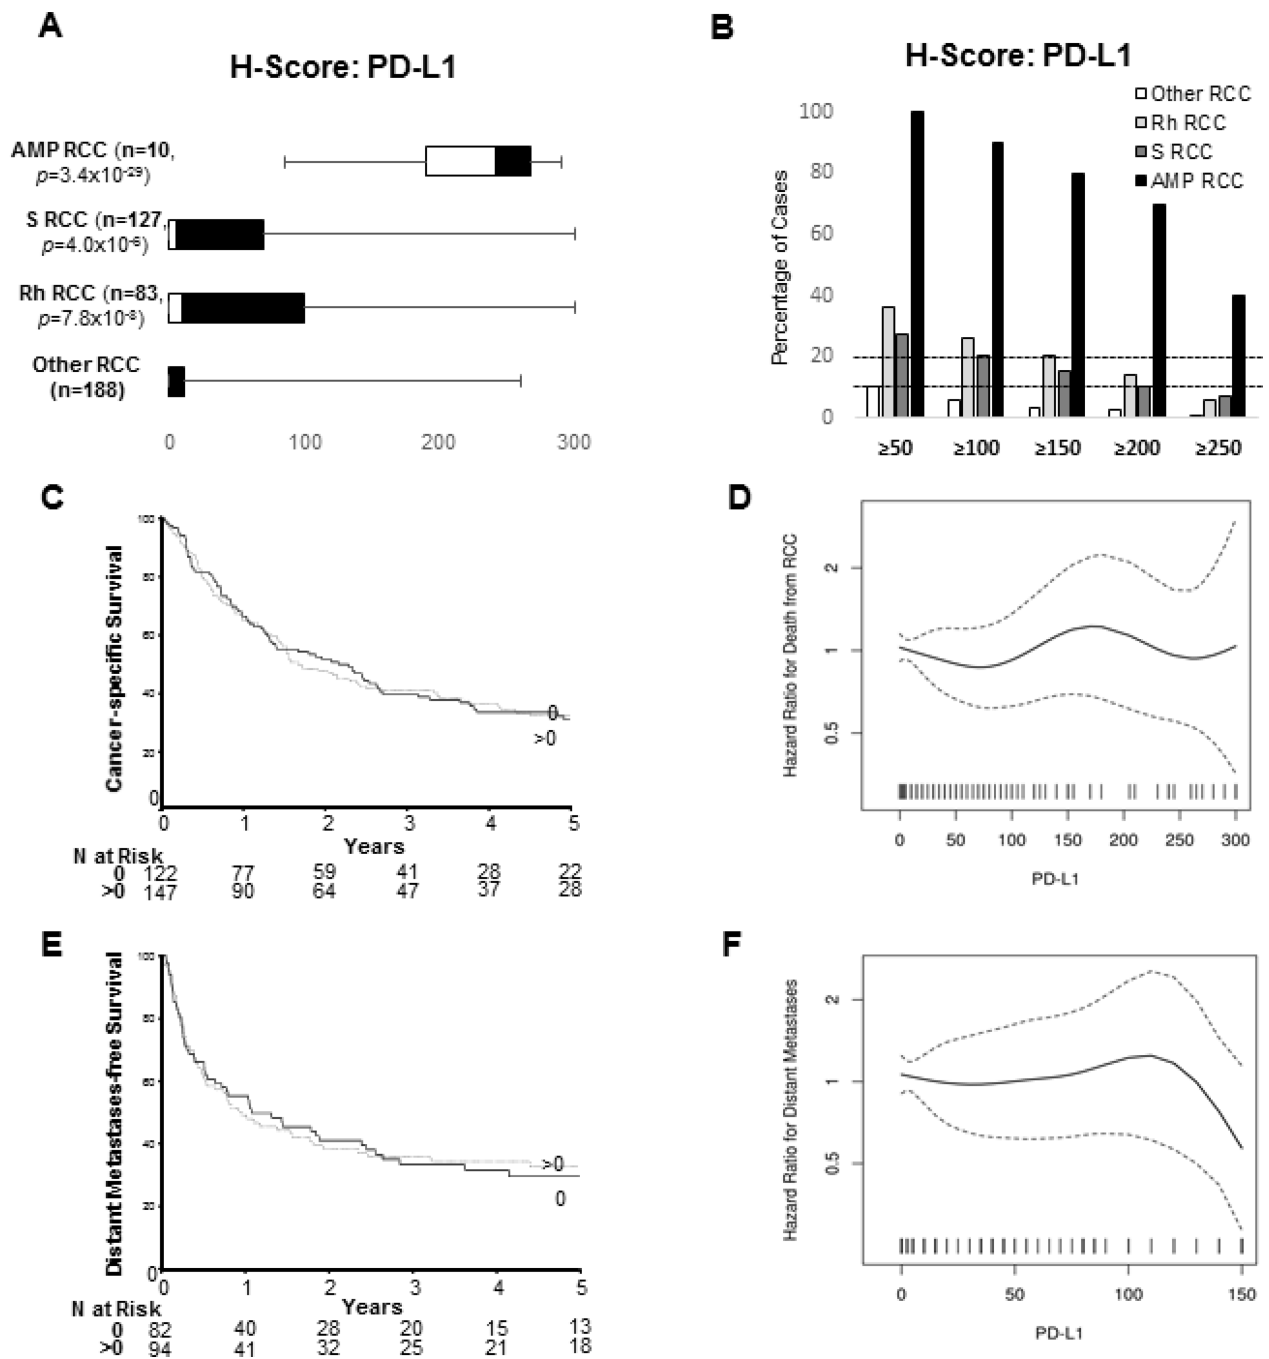 A
H-Score: PD-L1
AMP RCC (n=10,
p=3.4x10-29)
S RCC (n=127,
p=4.0x10-6)
Rh RCC (n=83,
p=7.8x10-8)
Other RCC
(n=188)
0 100 200 300
B
H-Score: PD-L1
Other RCC
Rh RCC
S RCC
AMP RCC
Percentage of Cases
100
80
60
40
20
0
≥50 ≥100 ≥150 ≥200 ≥250
C
Cancer-specific Survival
100
80
60
40
20
0
0
>0
0 1 2 3 4 5
Years
N at Risk
0 122 77 59 41 28 22
>0 147 90 64 47 37 28
D
Hazard Ratio for Death from RCC
2
1
0.5
0 50 100 150 200 250 300
PD-L1
E
Distant Metastases-free Survival
100
80
60
40
20
0
>0
0
0 1 2 3 4 5
Years
N at Risk
0 82 40 28 20 15 13
>0 94 41 32 25 21 18
F
Hazard Ratio for Distant Metastases
2
1
0.5
0 50 100 150
PD-L1